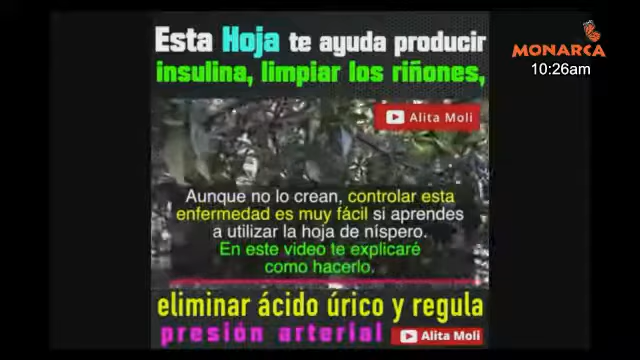 Esta Hoja te ayuda producir
insulina, limpiar los riñones,
MONARCA
10:26am
Alita Moli
Aunque no lo crean, controlar esta
enfermedad es muy fácil si aprendes
a utilizar la hoja de níspero.
En este video te explicaré
como hacerlo.
eliminar ácido úrico y regula
presión arterial
Alita Moli